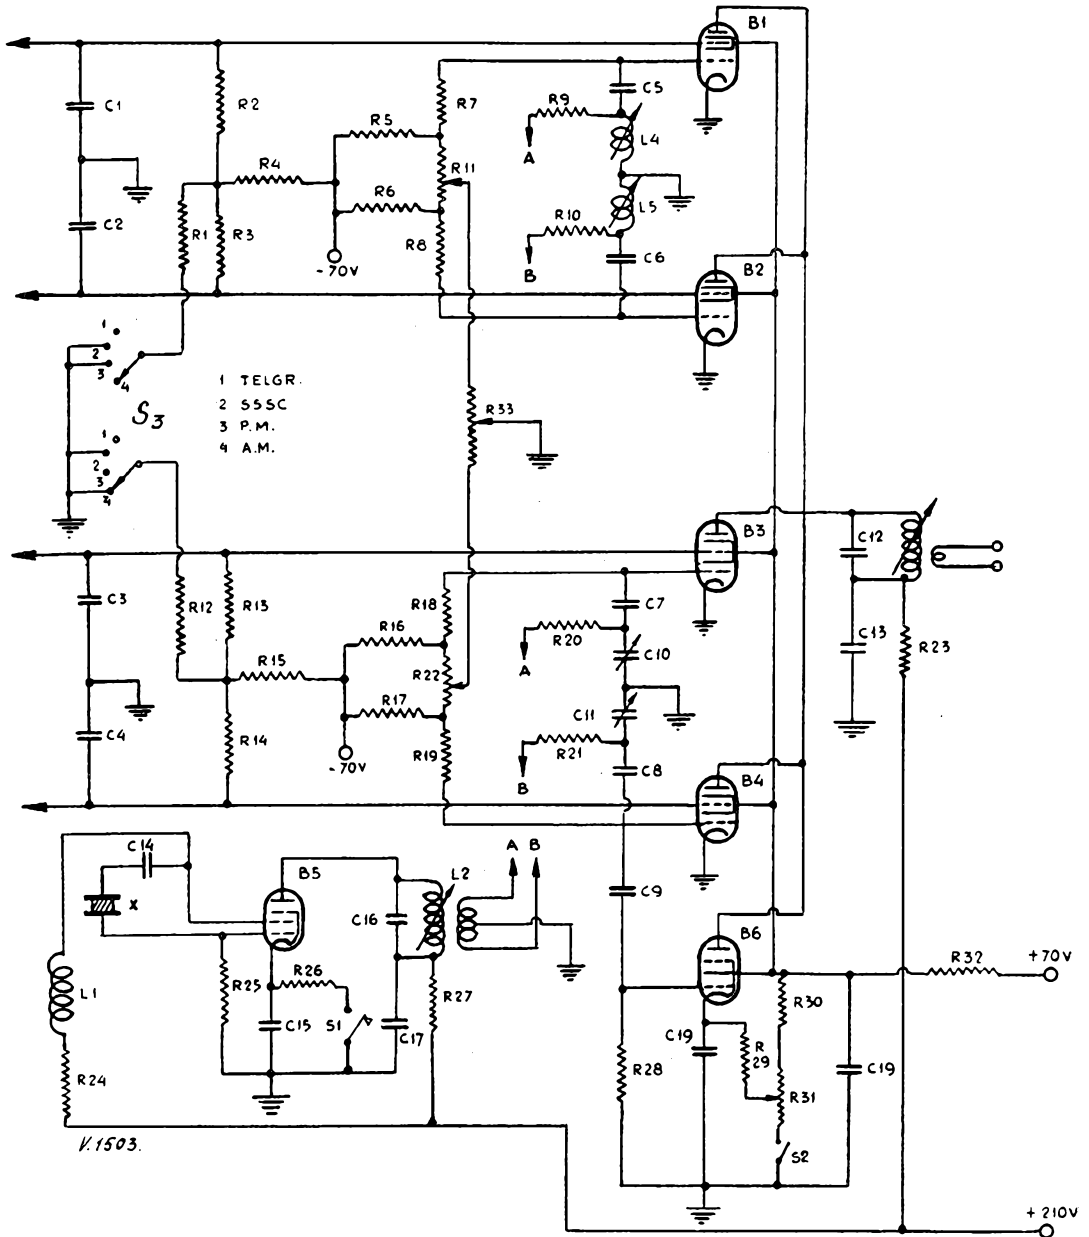 B1
C1
R2
R7
C5
R9
R5
A
L4
R4
R11
R6
L5
R10
C2
R1
R3
R8
-70V
B
C6
B2
1
2
3
4
S3
1 TELGR.
2 SSSC
3 P.M.
4 A.M.
R33
1
2
3
4
B3
C12
C3
R12
R13
R18
C7
R16
R20
C10
C13
R23
R15
R22
A
R17
C11
C4
R14
R19
R21
-70V
B
C8
B4
C14
A B
B5
L2
X
C9
C16
B6
R32
+70V
L1
R25
R26
R27
R30
C15
S1
C17
C19
R
29
C19
R24
R28
R31
V.1503.
S2
+210V